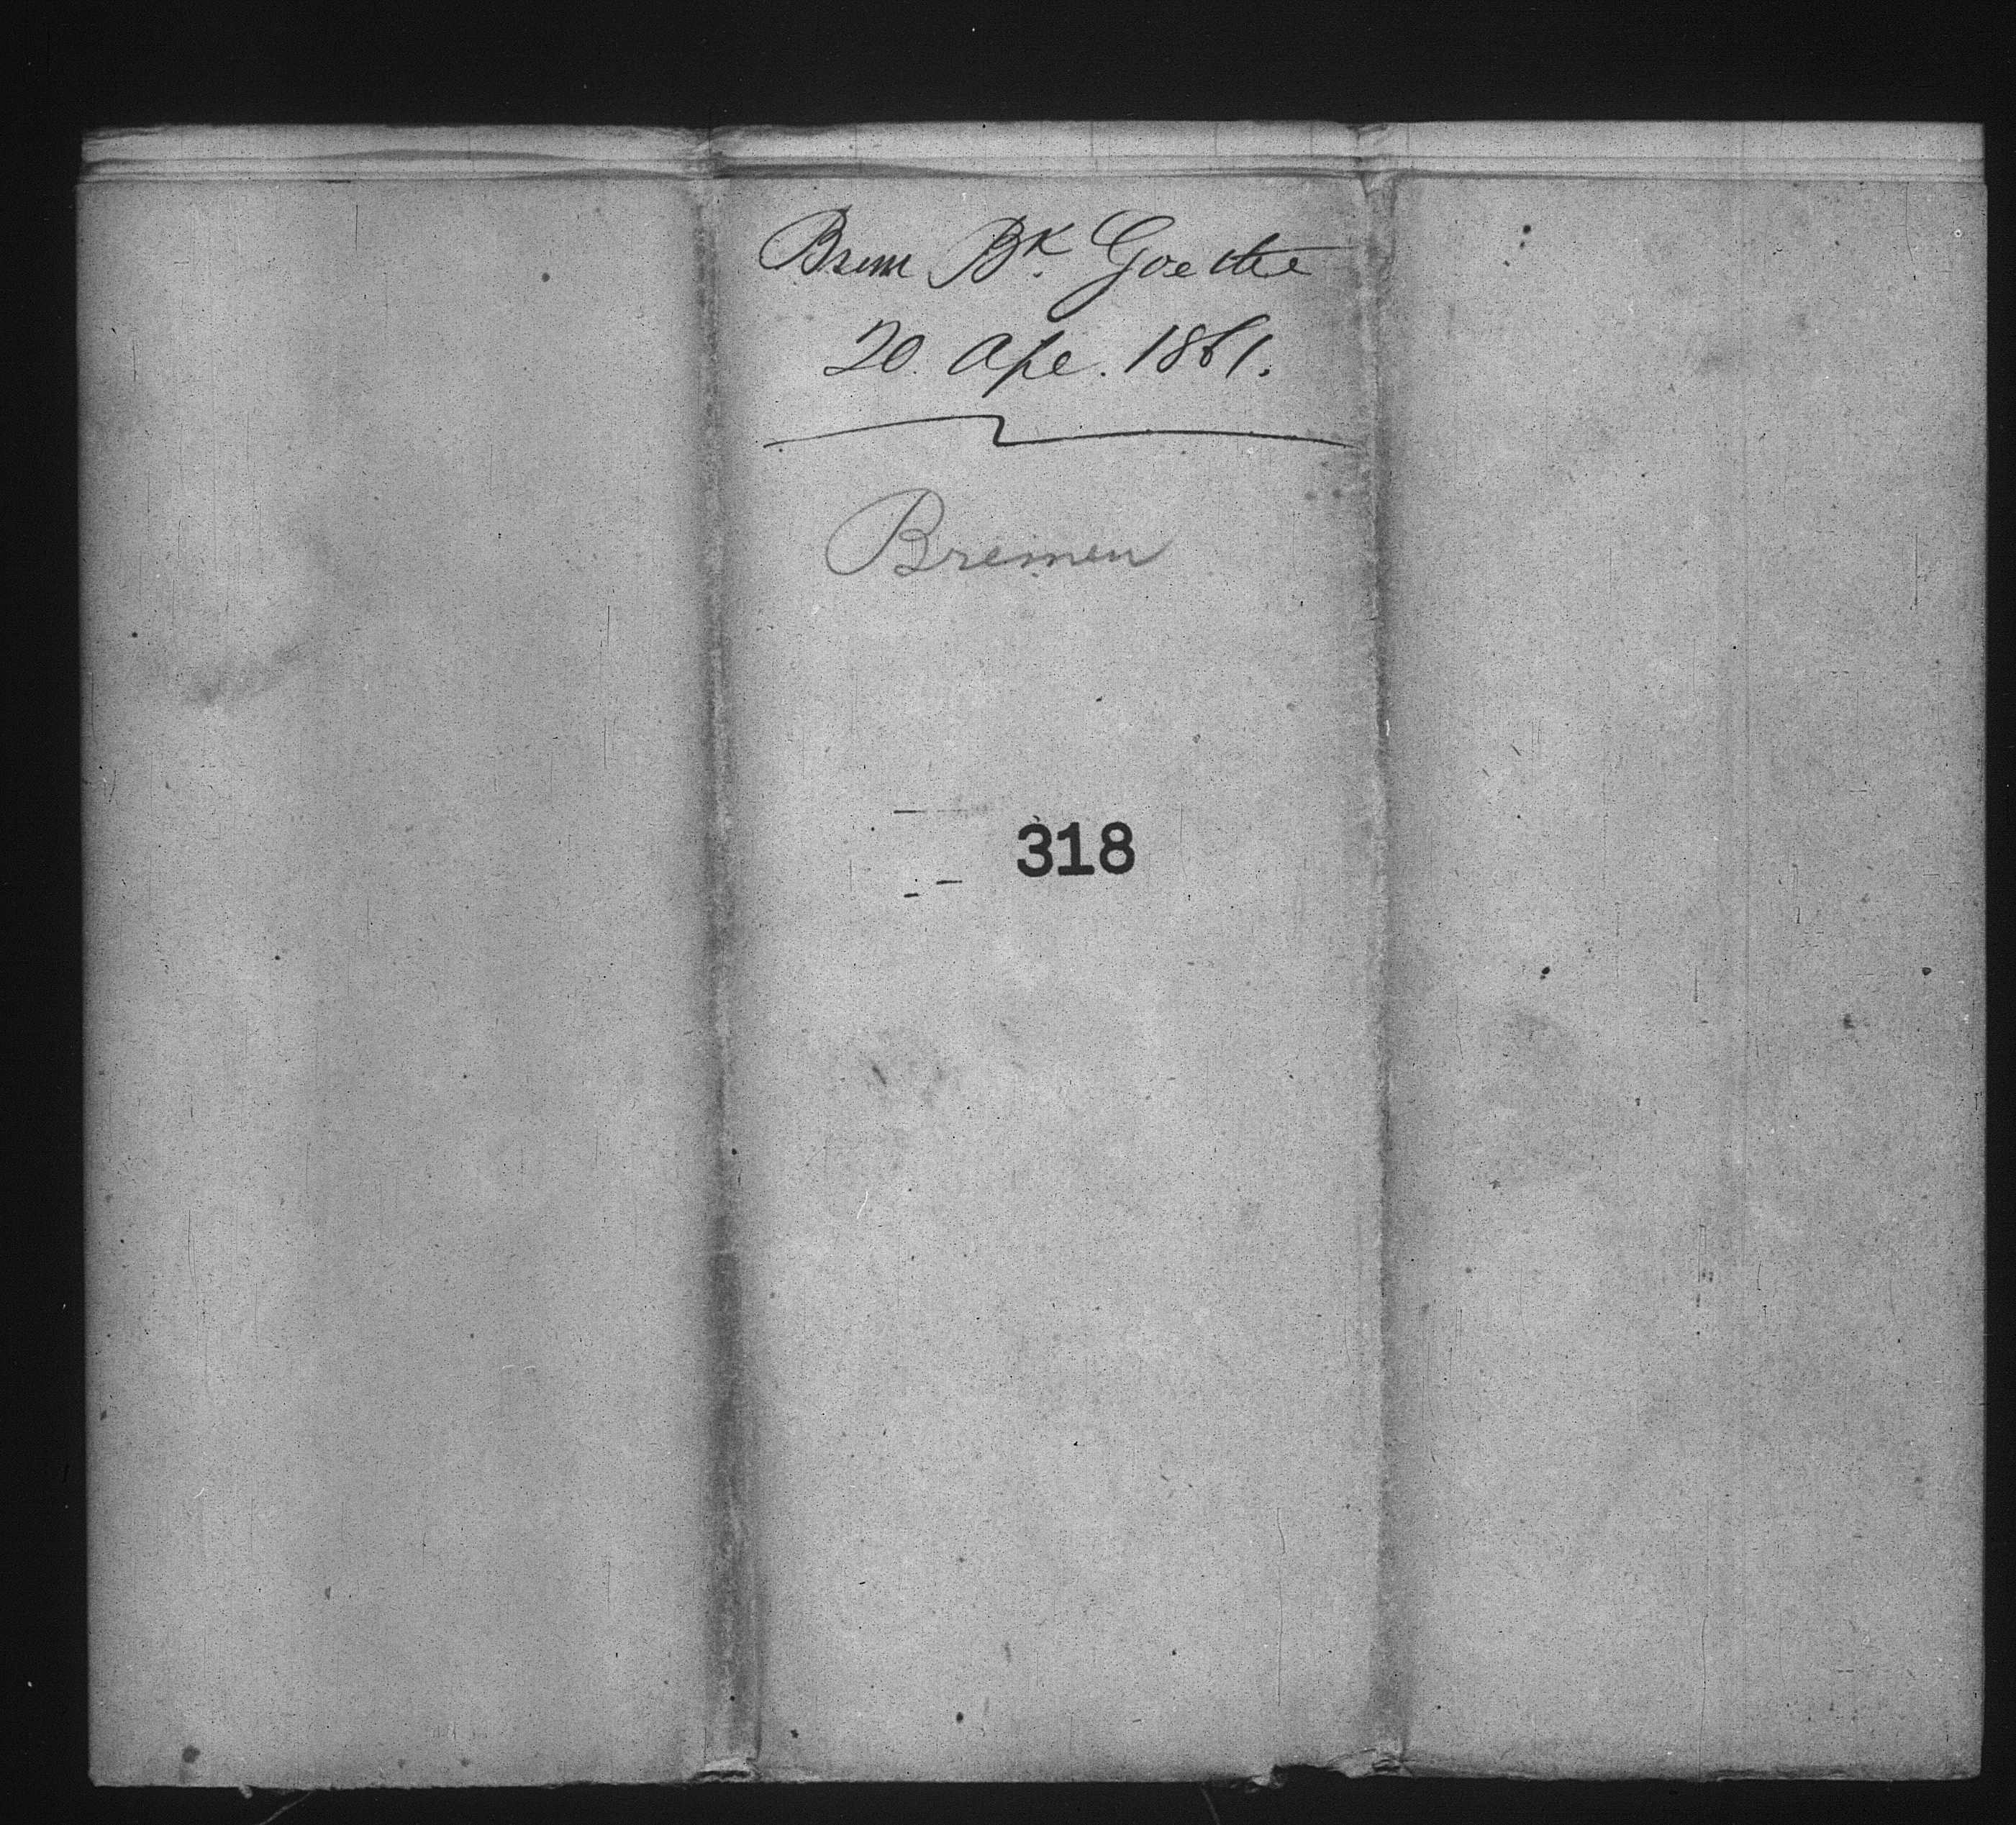 Brem Bk. Goethe
20. Apl. 1861.
Bremen
318